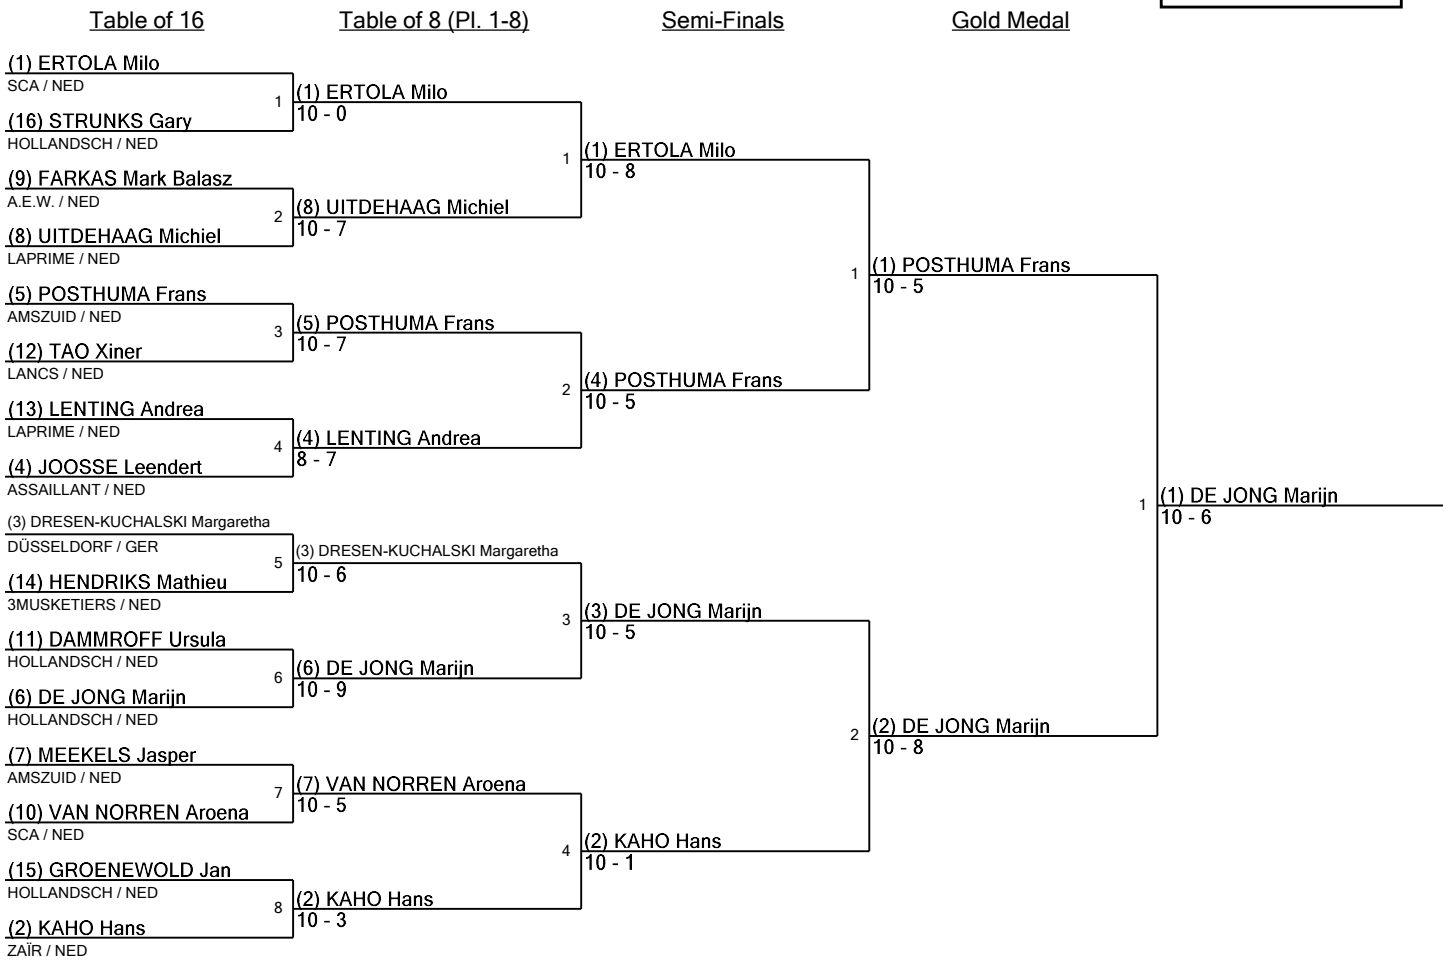 Table of 16
Table of 8 (Pl. 1-8)
Semi-Finals
Gold Medal
(1) ERTOLA Milo
SCA / NED
1
(16) STRUNKS Gary
HOLLANDSCH / NED
(9) FARKAS Mark Balasz
A.E.W. / NED
2
(8) UITDEHAAG Michiel
LAPRIME / NED
(5) POSTHUMA Frans
AMSZUID / NED
3
(12) TAO Xiner
LANCS / NED
(13) LENTING Andrea
LAPRIME / NED
4
(4) JOOSSE Leendert
ASSAILLANT / NED
(3) DRESEN-KUCHALSKI Margaretha
DÜSSELDORF / GER
5
(14) HENDRIKS Mathieu
3MUSKETIERS / NED
(11) DAMMROFF Ursula
HOLLANDSCH / NED
6
(6) DE JONG Marijn
HOLLANDSCH / NED
(7) MEEKELS Jasper
AMSZUID / NED
7
(10) VAN NORREN Aroena
SCA / NED
(15) GROENEWOLD Jan
HOLLANDSCH / NED
8
(2) KAHO Hans
ZAÏR / NED
(1) ERTOLA Milo
10 - 0
1
(8) UITDEHAAG Michiel
10 - 7
(5) POSTHUMA Frans
10 - 7
2
(4) LENTING Andrea
8 - 7
(3) DRESEN-KUCHALSKI Margaretha
10 - 6
3
(6) DE JONG Marijn
10 - 9
(7) VAN NORREN Aroena
10 - 5
4
(2) KAHO Hans
10 - 3
(1) ERTOLA Milo
10 - 8
1
(4) POSTHUMA Frans
10 - 5
(3) DE JONG Marijn
10 - 5
2
(2) KAHO Hans
10 - 1
(1) POSTHUMA Frans
10 - 5
1
(2) DE JONG Marijn
10 - 8
(1) DE JONG Marijn
10 - 6